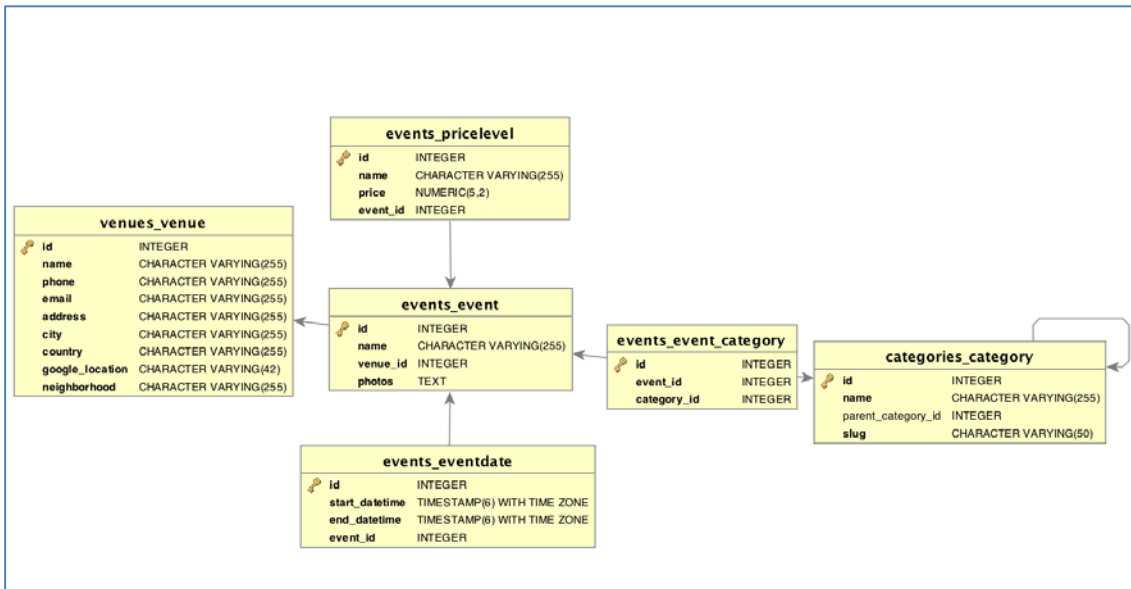 events_pricelevel
id INTEGER
name CHARACTER VARYING(255)
price NUMERIC(5,2)
event_id INTEGER
venues_venue
id INTEGER
name CHARACTER VARYING(255)
phone CHARACTER VARYING(255)
email CHARACTER VARYING(255)
address CHARACTER VARYING(255)
city CHARACTER VARYING(255)
country CHARACTER VARYING(255)
google_location CHARACTER VARYING(42)
neighborhood CHARACTER VARYING(255)
events_event
id INTEGER
name CHARACTER VARYING(255)
venue_id INTEGER
photos TEXT
events_event_category
id INTEGER
event_id INTEGER
category_id INTEGER
categories_category
id INTEGER
name CHARACTER VARYING(255)
parent_category_id INTEGER
slug CHARACTER VARYING(50)
events_eventdate
id INTEGER
start_datetime TIMESTAMP(6) WITH TIME ZONE
end_datetime TIMESTAMP(6) WITH TIME ZONE
event_id INTEGER